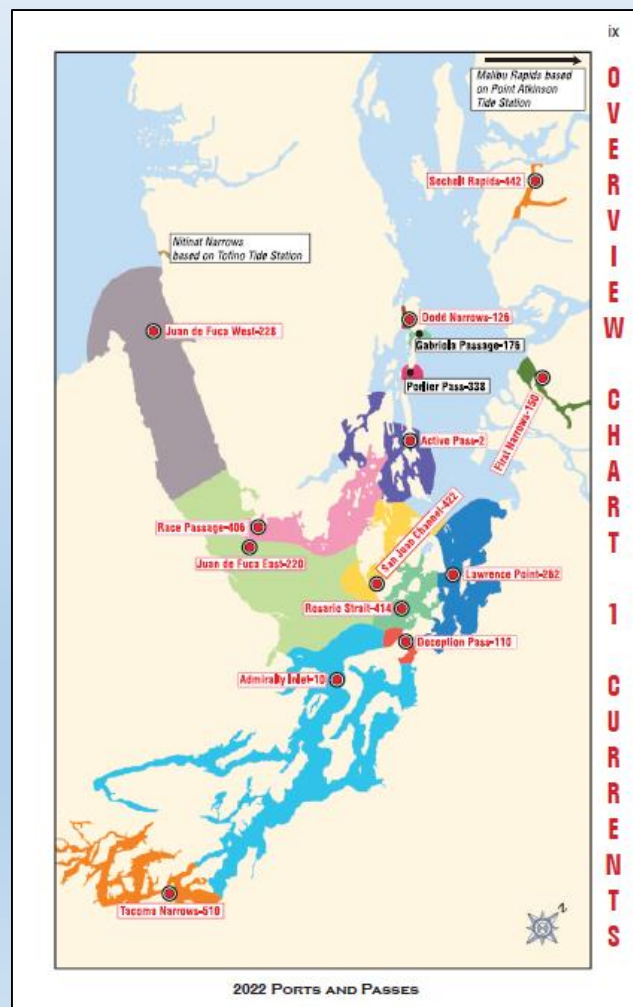 ix
Malibu Rapids based
on Point Atkinson
Tide Station
Sechelt Rapids-442
Nitinat Narrows
based on Tofino Tide Station
Juan de Fuca West-228
Dodd Narrows-126
Gabriola Passage-176
Porlier Pass-338
First Narrows-150
Active Pass-2
San Juan Channel-422
Race Passage-406
Juan de Fuca East-220
Lawrence Point-262
Rosario Strait-414
Deception Pass-110
Admiralty Inlet-10
Tacoma Narrows-510
N
2022 PORTS AND PASSES
OVERVIEW CHART 1 CURRENTS